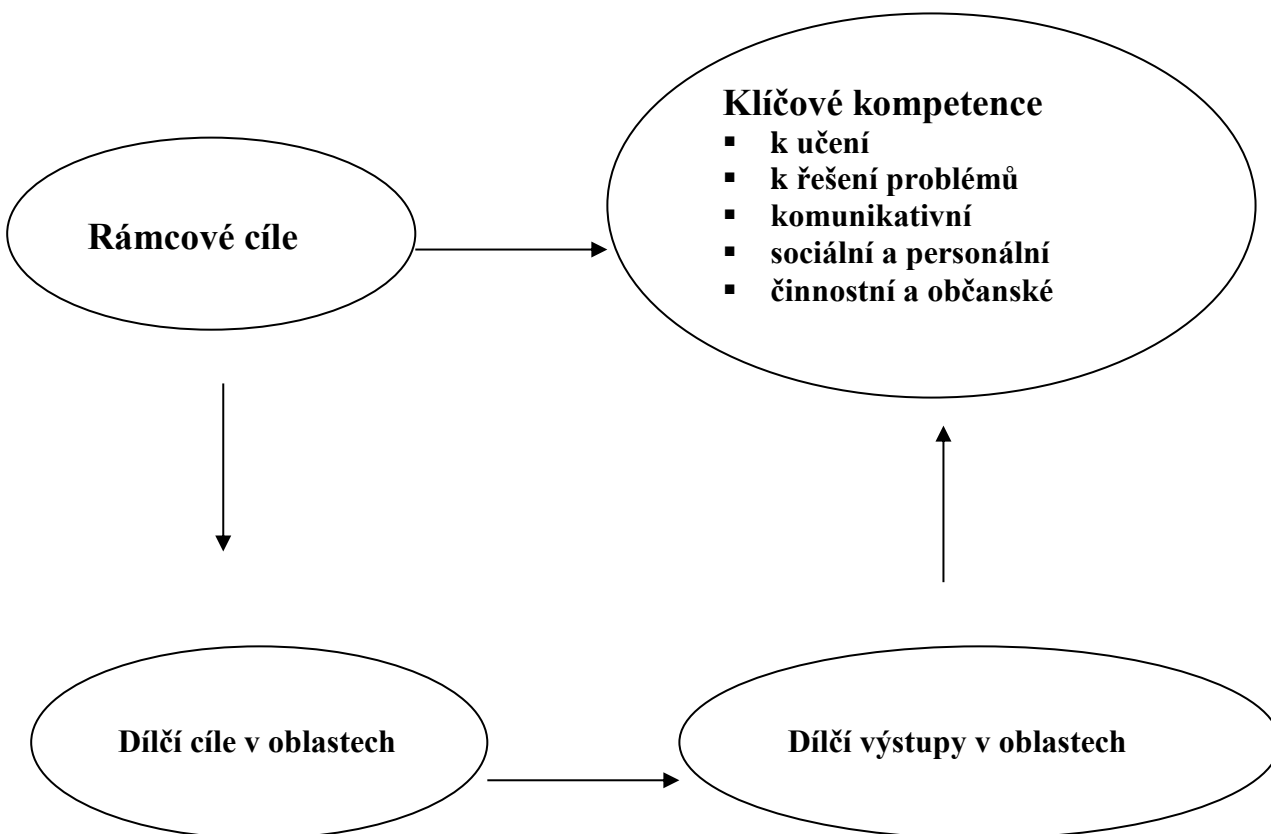 Klíčové kompetence
▪ k učení
▪ k řešení problémů
▪ komunikativní
▪ sociální a personální
▪ činnostní a občanské
Rámcové cíle
Dílčí cíle v oblastech
Dílčí výstupy v oblastech